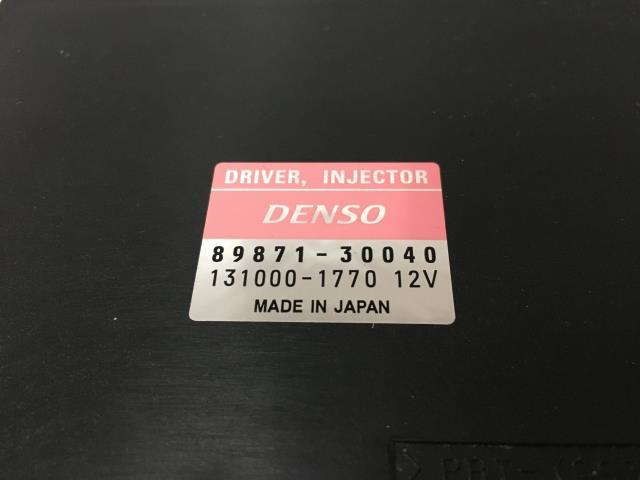 DRIVER, INJECTOR
DENSO
89871-30040
131000-1770 12V
MADE IN JAPAN